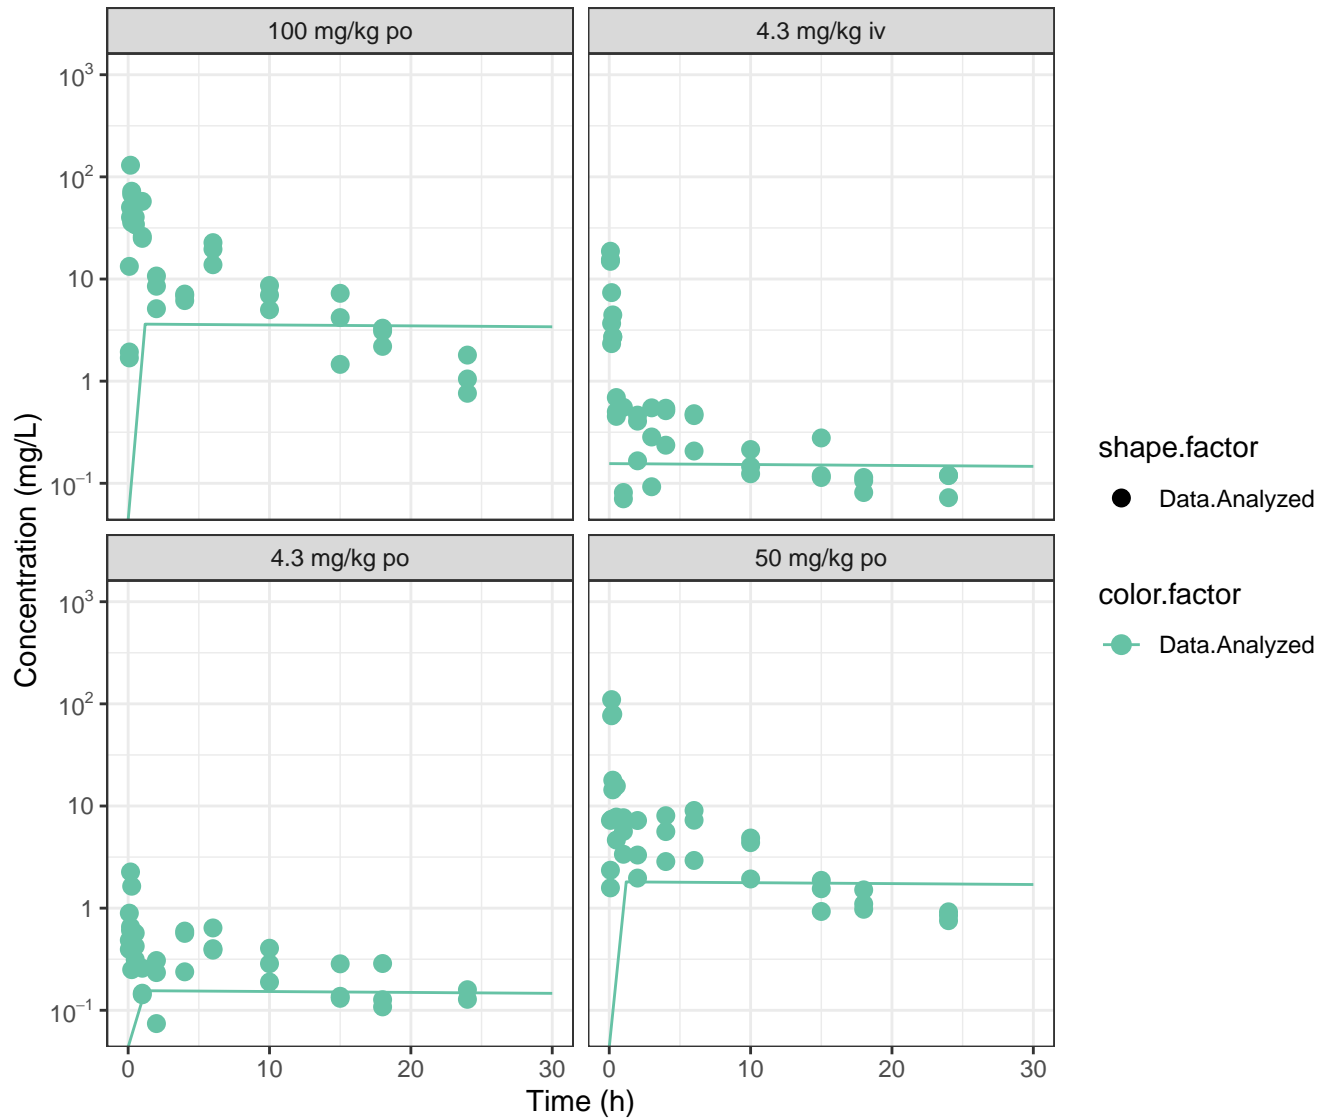 100 mg/kg po
4.3 mg/kg iv
10³
10²
10
1
10⁻¹
4.3 mg/kg po
50 mg/kg po
10³
10²
10
1
10⁻¹
0 10 20 30
0 10 20 30
Time (h)
Concentration (mg/L)
shape.factor
Data.Analyzed
color.factor
Data.Analyzed